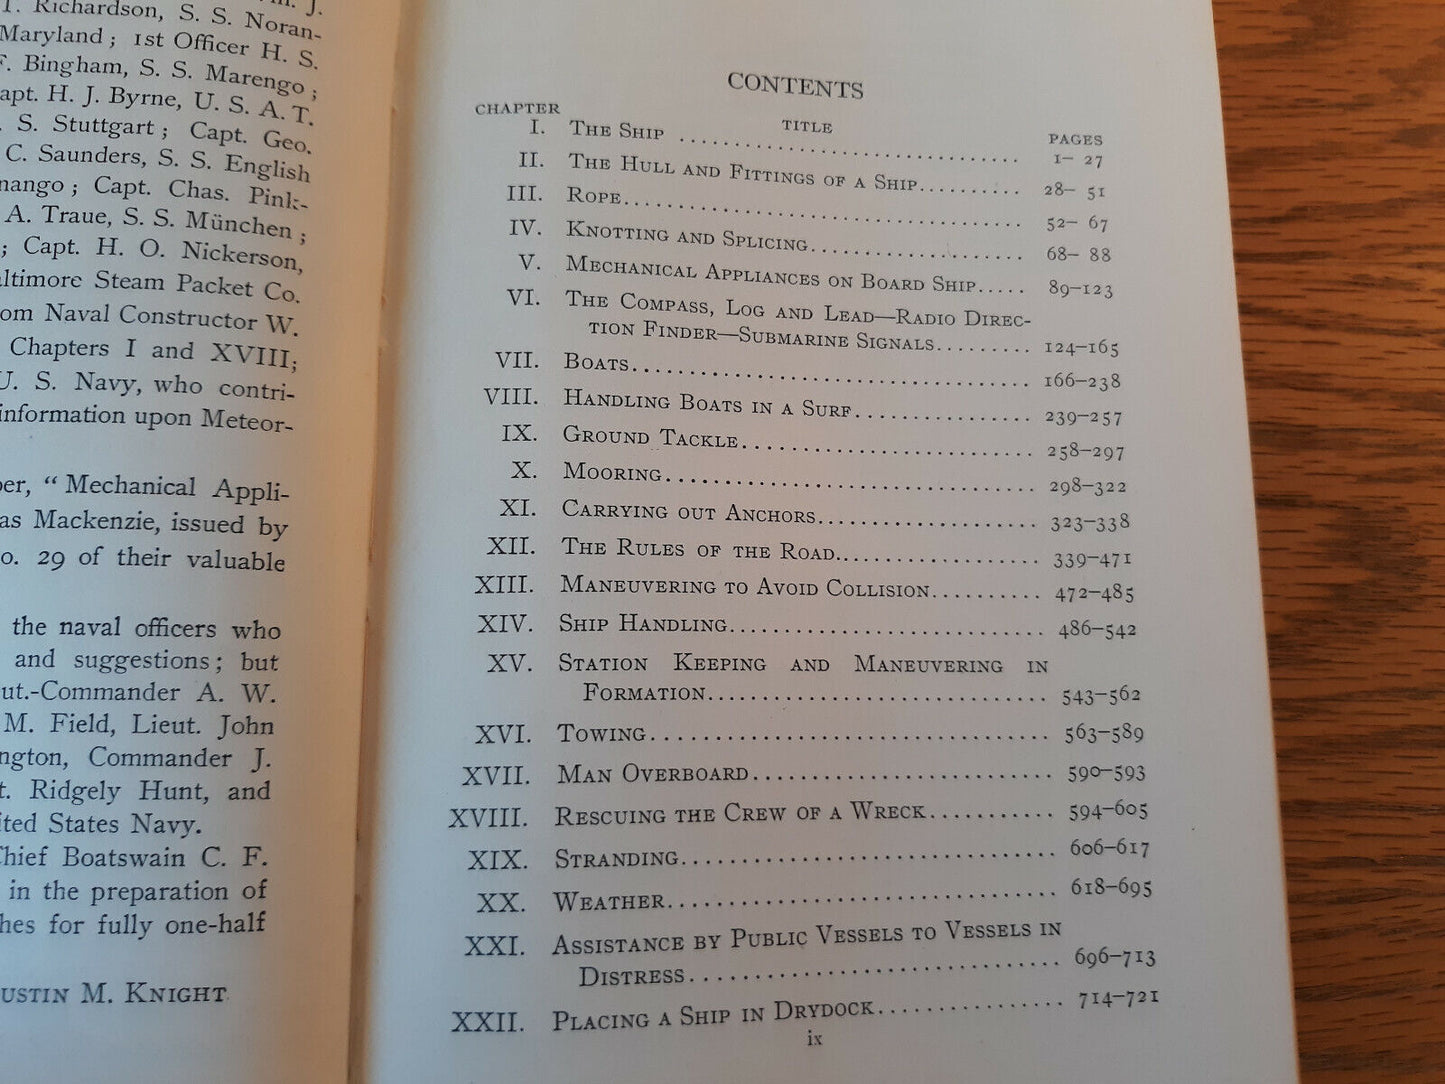 m. J.
T. Richardson, S. S. Noran-
Maryland; 1st Officer H. S.
F. Bingham, S. S. Marengo;
apt. H. J. Byrne, U. S. A. T.
. S. Stuttgart; Capt. Geo.
C. Saunders, S. S. English
nango; Capt. Chas. Pink-
A. Traue, S. S. München;
; Capt. H. O. Nickerson,
altimore Steam Packet Co.
om Naval Constructor W.
Chapters I and XVIII;
U. S. Navy, who contri-
information upon Meteor-
per, "Mechanical Appli-
as Mackenzie, issued by
o. 29 of their valuable
the naval officers who
and suggestions; but
ut.-Commander A. W.
M. Field, Lieut. John
ngton, Commander J.
t. Ridgely Hunt, and
ited States Navy.
Chief Boatswain C. F.
in the preparation of
hes for fully one-half
USTIN M. KNIGHT
CONTENTS
CHAPTER TITLE PAGES
I. THE SHIP ................................ 1– 27
II. THE HULL AND FITTINGS OF A SHIP.......... 28– 51
III. ROPE..................................... 52– 67
IV. KNOTTING AND SPLICING.................... 68– 88
V. MECHANICAL APPLIANCES ON BOARD SHIP..... 89–123
VI. THE COMPASS, LOG AND LEAD—RADIO DIREC-
TION FINDER—SUBMARINE SIGNALS......... 124–165
VII. BOATS.................................... 166–238
VIII. HANDLING BOATS IN A SURF................ 239–257
IX. GROUND TACKLE............................ 258–297
X. MOORING.................................. 298–322
XI. CARRYING OUT ANCHORS.................... 323–338
XII. THE RULES OF THE ROAD................... 339–471
XIII. MANEUVERING TO AVOID COLLISION.......... 472–485
XIV. SHIP HANDLING........................... 486–542
XV. STATION KEEPING AND MANEUVERING IN
FORMATION............................. 543–562
XVI. TOWING.................................. 563–589
XVII. MAN OVERBOARD........................... 590–593
XVIII. RESCUING THE CREW OF A WRECK........... 594–605
XIX. STRANDING............................... 606–617
XX. WEATHER................................. 618–695
XXI. ASSISTANCE BY PUBLIC VESSELS TO VESSELS IN
DISTRESS............................... 696–713
XXII. PLACING A SHIP IN DRYDOCK............... 714–721
ix